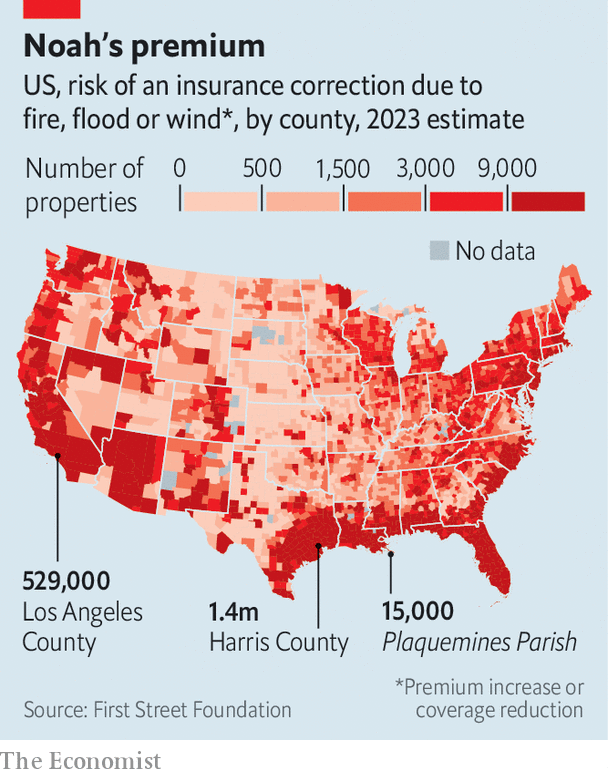 Noah's premium
US, risk of an insurance correction due to
fire, flood or wind*, by county, 2023 estimate
Number of
properties
0 500 1,500 3,000 9,000
No data
529,000
Los Angeles
County
1.4m
Harris County
15,000
Plaquemines Parish
*Premium increase or
coverage reduction
Source: First Street Foundation
The Economist